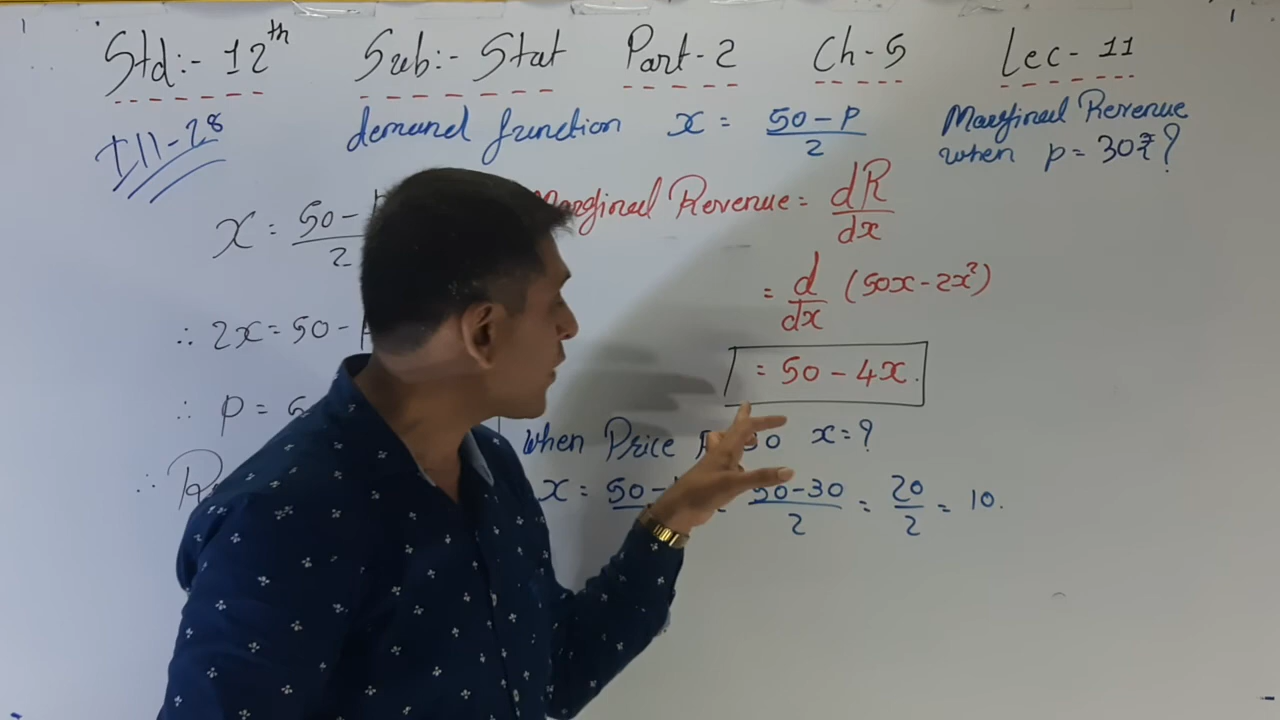 Std:- 12th Sub:- Stat Part-2 Ch-5 Lec-11
Ill-28 demand function x = (50-P)/2 Marginal Revenue
when p = 30₹?
x = 50-
2
Marginal Revenue = dR/dx
= d/dx (50x-2x²)
∴ 2x = 50-
= 50-4x.
∴ p =
When Price x=?
∴ R
x = 50- = (50-30)/2 = 20/2 = 10.